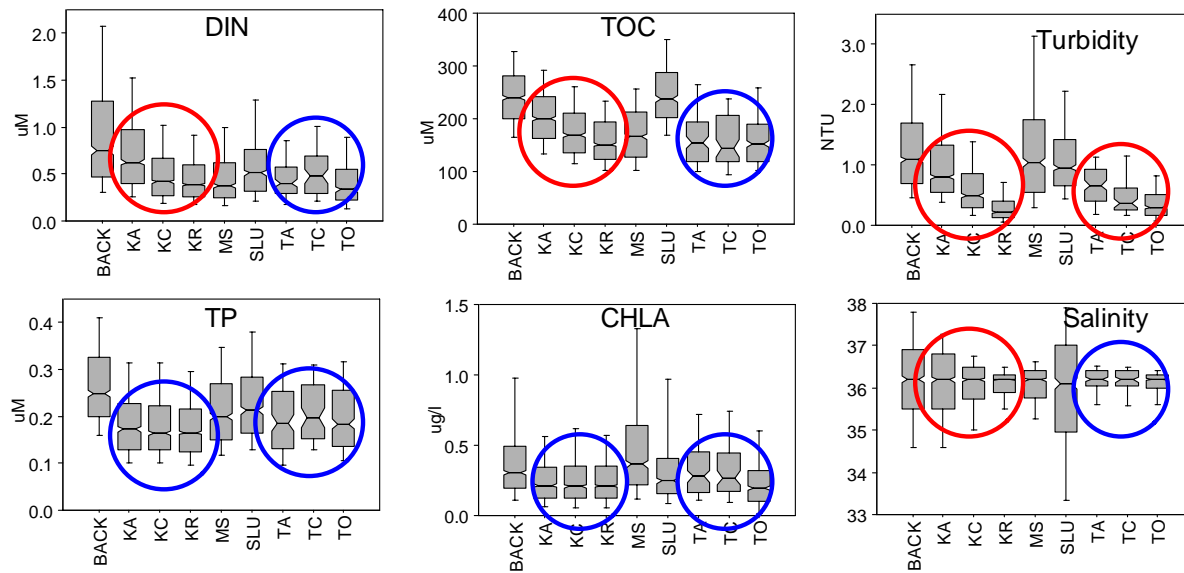 DIN
uM
2.0
1.5
1.0
0.5
0.0
BACK
KA
KC
KR
MS
SLU
TA
TC
TO
TOC
uM
400
300
200
100
0
BACK
KA
KC
KR
MS
SLU
TA
TC
TO
Turbidity
NTU
3.0
2.0
1.0
0.0
BACK
KA
KC
KR
MS
SLU
TA
TC
TO
TP
uM
0.4
0.3
0.2
0.1
0.0
BACK
KA
KC
KR
MS
SLU
TA
TC
TO
CHLA
ug/l
1.5
1.0
0.5
0.0
BACK
KA
KC
KR
MS
SLU
TA
TC
TO
Salinity
38
37
36
35
34
33
BACK
KA
KC
KR
MS
SLU
TA
TC
TO